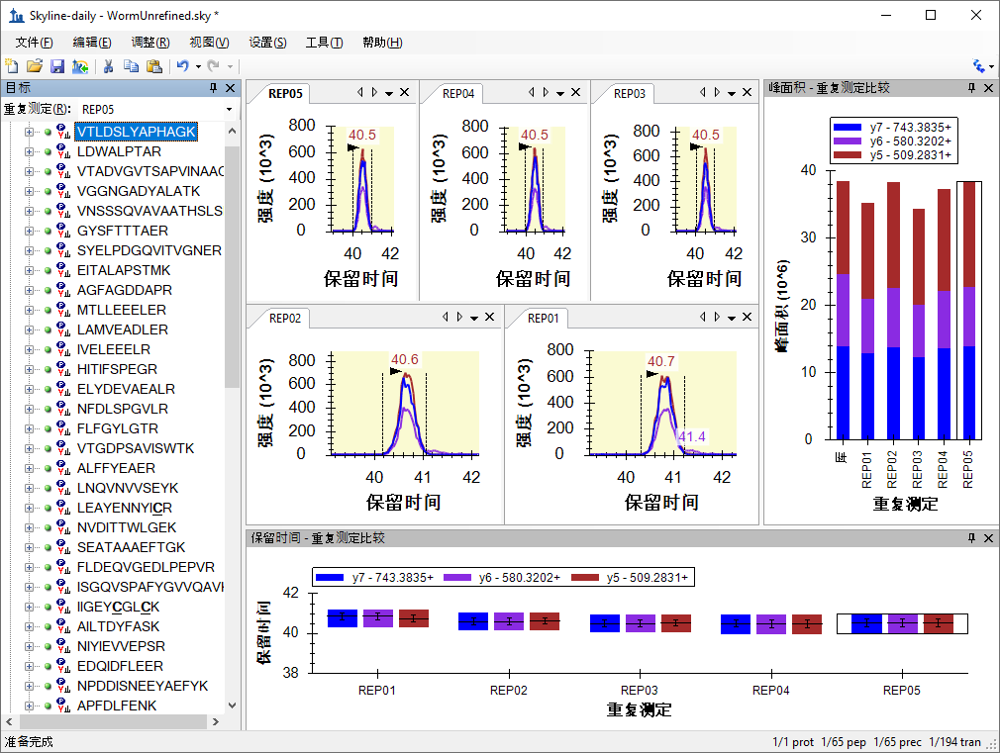 Skyline-daily - WormUnrefined.sky *
文件(F) 编辑(E) 调整(R) 视图(V) 设置(S) 工具(T) 帮助(H)
目标
重复测定(R): REP05
VTLDSLYAPHAGK
LDWALPTAR
VTADVGVTSAPVINAAG
VGGNGADYALATK
VNSSSQVAVAATHSLS
GYSFTTTAER
SYELPDGQVITVGNER
EITALAPSTMK
AGFAGDDAPR
MTLLEEELER
LAMVEADLER
IVELEEELR
HITIFSPEGR
ELYDEVAEALR
NFDLSPGVLR
FLFGYLGTR
VTGDPSAVISWTK
ALFFYEAER
LNQVNVVSEYK
LEAYENNYICR
NVDITTWLGEK
SEATAAAEFTGK
FLDEQVGEDLPEPVR
ISGQVSPAFYGVVQAVH
IIGEYCGLCK
AILTDYFASK
NIYIEVVEPSR
EDQIDFLEER
NPDDISNEEYAEFYK
APFDLFENK
REP05
40.5
800
600
400
200
0
强度 (10^3)
40 42
保留时间
REP04
40.5
800
600
400
200
0
强度 (10^3)
40 42
保留时间
REP03
40.5
800
600
400
200
0
强度 (10^3)
40 42
保留时间
REP02
40.6
800
600
400
200
0
强度 (10^3)
40 41 42
保留时间
REP01
40.7
41.4
800
600
400
200
0
强度 (10^3)
40 41 42
保留时间
峰面积 - 重复测定比较
y7 - 743.3835+
y6 - 580.3202+
y5 - 509.2831+
40
30
20
10
0
峰面积 (10^6)
库 REP01 REP02 REP03 REP04 REP05
重复测定
保留时间 - 重复测定比较
y7 - 743.3835+ y6 - 580.3202+ y5 - 509.2831+
42
40
38
保留时间
REP01 REP02 REP03 REP04 REP05
重复测定
准备完成
1/1 prot 1/65 pep 1/65 prec 1/194 tran